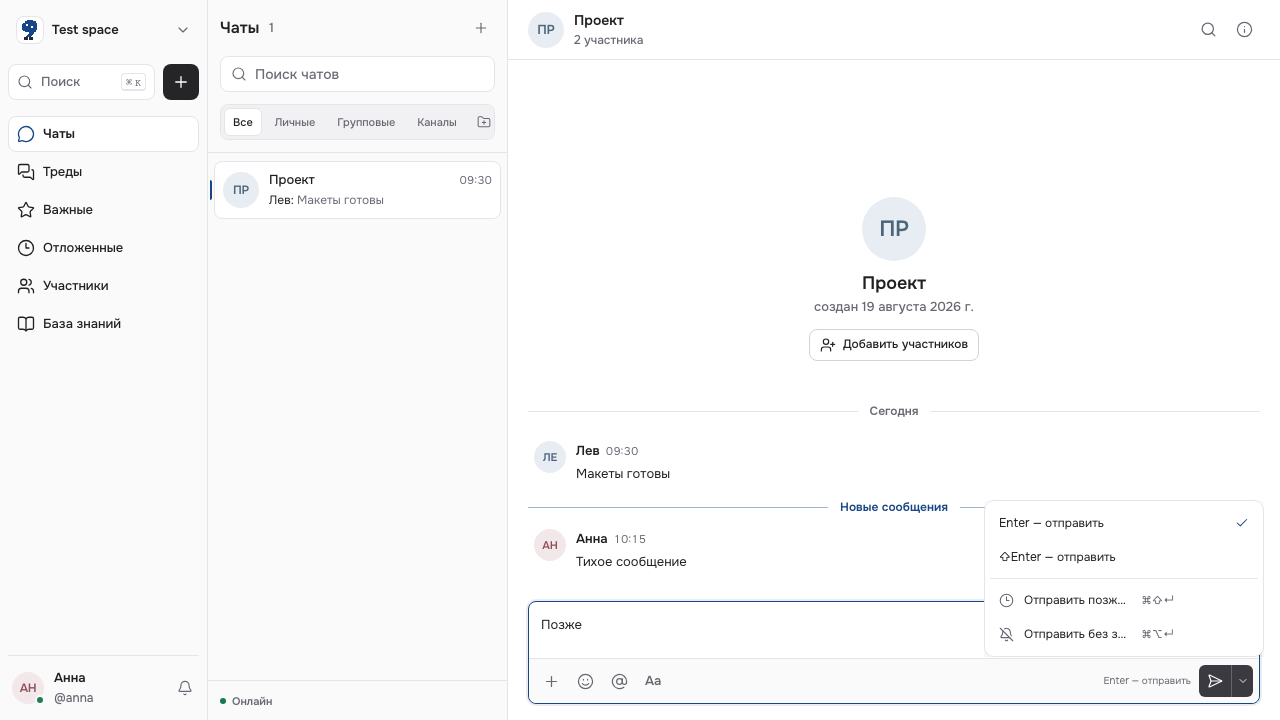 Test space
Поиск
⌘ K
Чаты
Треды
Важные
Отложенные
Участники
База знаний
АН
Анна
@anna
Чаты 1
Поиск чатов
Все Личные Групповые Каналы
ПР
Проект 09:30
Лев: Макеты готовы
Онлайн
ПР
Проект
2 участника
ПР
Проект
создан 19 августа 2026 г.
Добавить участников
Сегодня
ЛЕ
Лев 09:30
Макеты готовы
Новые сообщения
АН
Анна 10:15
Тихое сообщение
Enter — отправить
⇧Enter — отправить
Отправить позж… ⌘⇧↵
Отправить без з… ⌘⌥↵
Позже
Aa
Enter — отправить